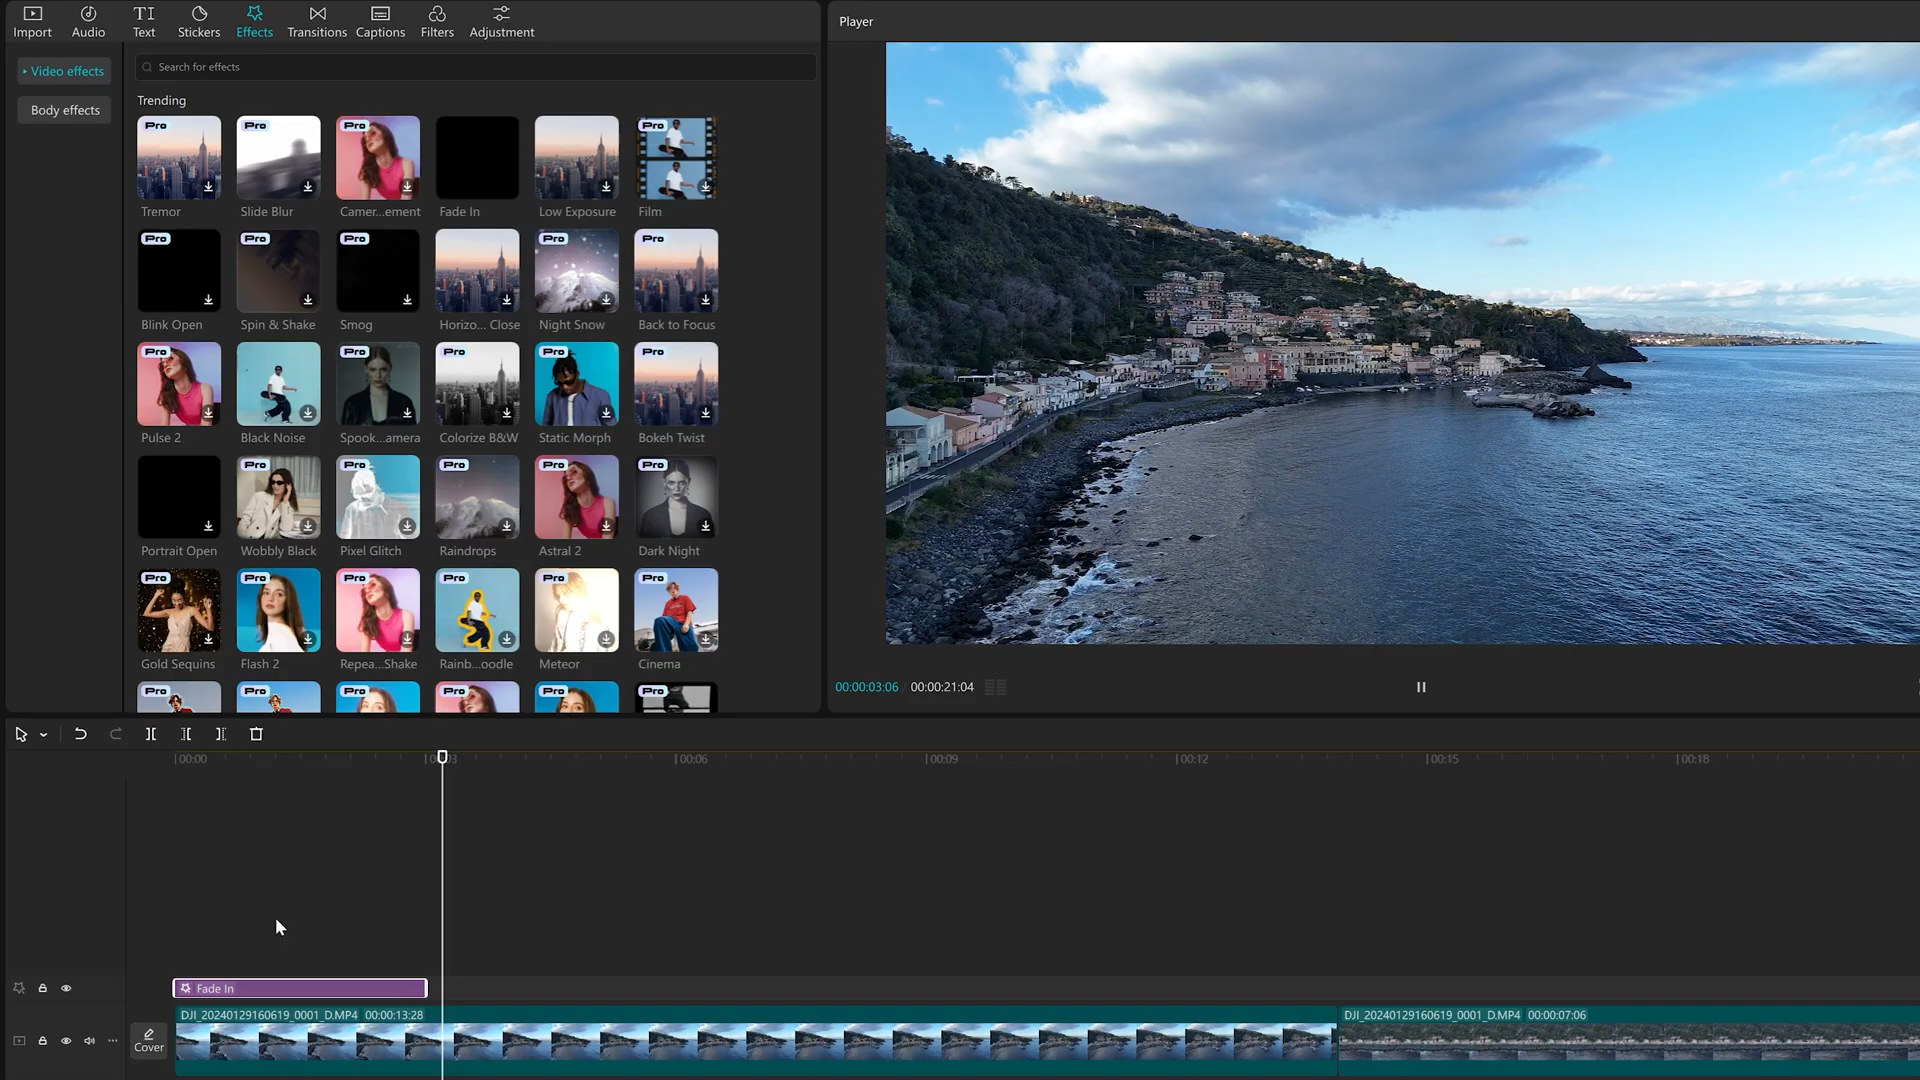 Import Audio Text Stickers Effects Transitions Captions Filters Adjustment
Player
Video effects
Body effects
Search for effects
Trending
Pro Pro Pro Pro
Tremor Slide Blur Camer...ement Fade In Low Exposure Film
Pro Pro Pro Pro Pro
Blink Open Spin & Shake Smog Horizo... Close Night Snow Back to Focus
Pro Pro Pro Pro Pro
Pulse 2 Black Noise Spook...amera Colorize B&W Static Morph Bokeh Twist
Pro Pro Pro Pro Pro
Portrait Open Wobbly Black Pixel Glitch Raindrops Astral 2 Dark Night
Pro Pro Pro Pro Pro Pro
Gold Sequins Flash 2 Repea...Shake Rainb...oodle Meteor Cinema
Pro Pro Pro Pro Pro Pro
00:00:03:06 / 00:00:21:04
00:00 00:06 00:09 00:12 00:15 00:18
Fade In
DJI_20240129160619_0001_D.MP4 00:00:13:28
DJI_20240129160619_0001_D.MP4 00:00:07:06
Cover